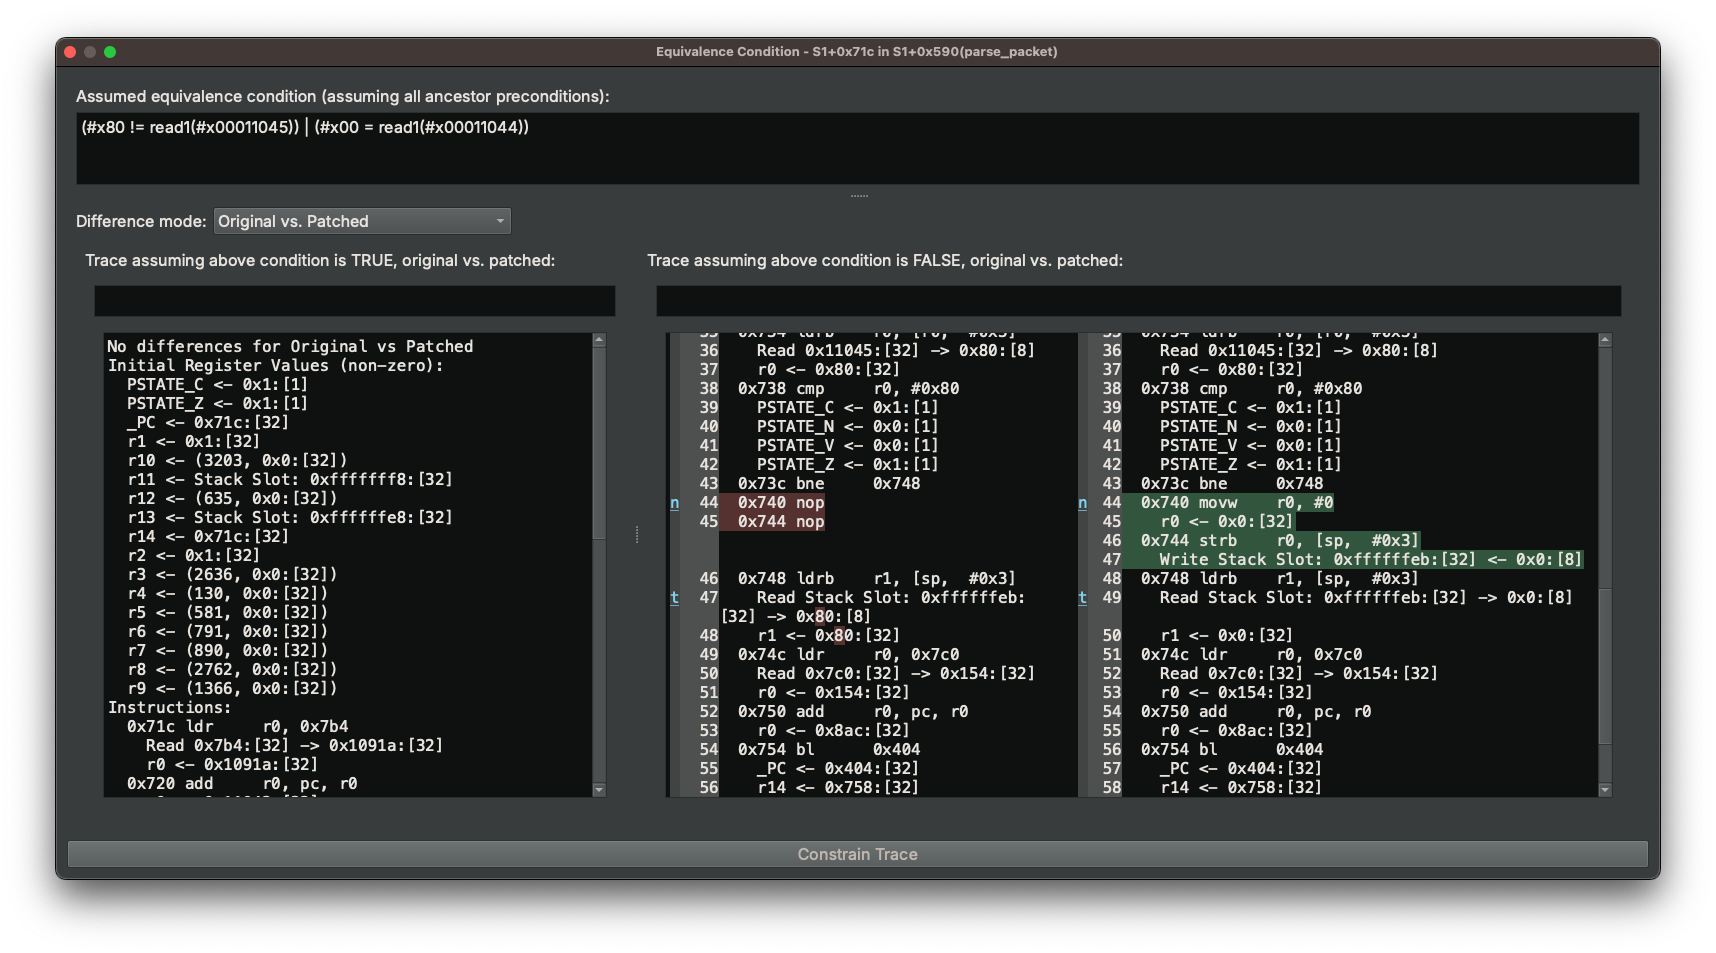 Equivalence Condition - S1+0x71c in S1+0x590(parse_packet)
Assumed equivalence condition (assuming all ancestor preconditions):
(#x80 != read1(#x00011045)) | (#x00 = read1(#x00011044))
Difference mode: Original vs. Patched
Trace assuming above condition is TRUE, original vs. patched:
No differences for Original vs Patched
Initial Register Values (non-zero):
PSTATE_C <- 0x1:[1]
PSTATE_Z <- 0x1:[1]
_PC <- 0x71c:[32]
r1 <- 0x1:[32]
r10 <- (3203, 0x0:[32])
r11 <- Stack Slot: 0xfffffff8:[32]
r12 <- (635, 0x0:[32])
r13 <- Stack Slot: 0xffffffe8:[32]
r14 <- 0x71c:[32]
r2 <- 0x1:[32]
r3 <- (2636, 0x0:[32])
r4 <- (130, 0x0:[32])
r5 <- (581, 0x0:[32])
r6 <- (791, 0x0:[32])
r7 <- (890, 0x0:[32])
r8 <- (2762, 0x0:[32])
r9 <- (1366, 0x0:[32])
Instructions:
0x71c ldr r0, 0x7b4
Read 0x7b4:[32] -> 0x1091a:[32]
r0 <- 0x1091a:[32]
0x720 add r0, pc, r0
Trace assuming above condition is FALSE, original vs. patched:
35 0x734 ldrb r0, [r0, #0x3]
36 Read 0x11045:[32] -> 0x80:[8]
37 r0 <- 0x80:[32]
38 0x738 cmp r0, #0x80
39 PSTATE_C <- 0x1:[1]
40 PSTATE_N <- 0x0:[1]
41 PSTATE_V <- 0x0:[1]
42 PSTATE_Z <- 0x1:[1]
43 0x73c bne 0x748
n 44 0x740 nop
45 0x744 nop
46 0x748 ldrb r1, [sp, #0x3]
t 47 Read Stack Slot: 0xffffffeb:
[32] -> 0x80:[8]
48 r1 <- 0x80:[32]
49 0x74c ldr r0, 0x7c0
50 Read 0x7c0:[32] -> 0x154:[32]
51 r0 <- 0x154:[32]
52 0x750 add r0, pc, r0
53 r0 <- 0x8ac:[32]
54 0x754 bl 0x404
55 _PC <- 0x404:[32]
56 r14 <- 0x758:[32]
35 0x734 ldrb r0, [r0, #0x3]
36 Read 0x11045:[32] -> 0x80:[8]
37 r0 <- 0x80:[32]
38 0x738 cmp r0, #0x80
39 PSTATE_C <- 0x1:[1]
40 PSTATE_N <- 0x0:[1]
41 PSTATE_V <- 0x0:[1]
42 PSTATE_Z <- 0x1:[1]
43 0x73c bne 0x748
n 44 0x740 movw r0, #0
45 r0 <- 0x0:[32]
46 0x744 strb r0, [sp, #0x3]
47 Write Stack Slot: 0xffffffeb:[32] <- 0x0:[8]
48 0x748 ldrb r1, [sp, #0x3]
t 49 Read Stack Slot: 0xffffffeb:[32] -> 0x0:[8]
50 r1 <- 0x0:[32]
51 0x74c ldr r0, 0x7c0
52 Read 0x7c0:[32] -> 0x154:[32]
53 r0 <- 0x154:[32]
54 0x750 add r0, pc, r0
55 r0 <- 0x8ac:[32]
56 0x754 bl 0x404
57 _PC <- 0x404:[32]
58 r14 <- 0x758:[32]
Constrain Trace